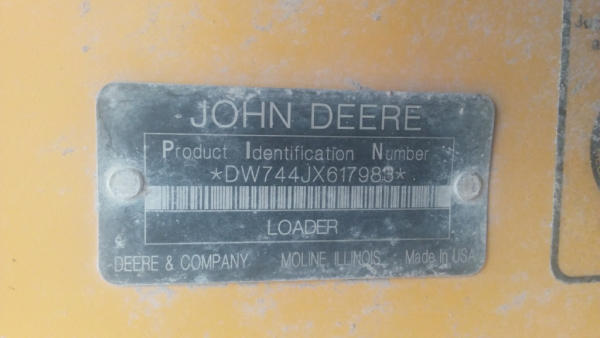 JOHN DEERE
Product Identification Number
*DW744JX617983*
LOADER
DEERE & COMPANY MOLINE, ILLINOIS Made In USA